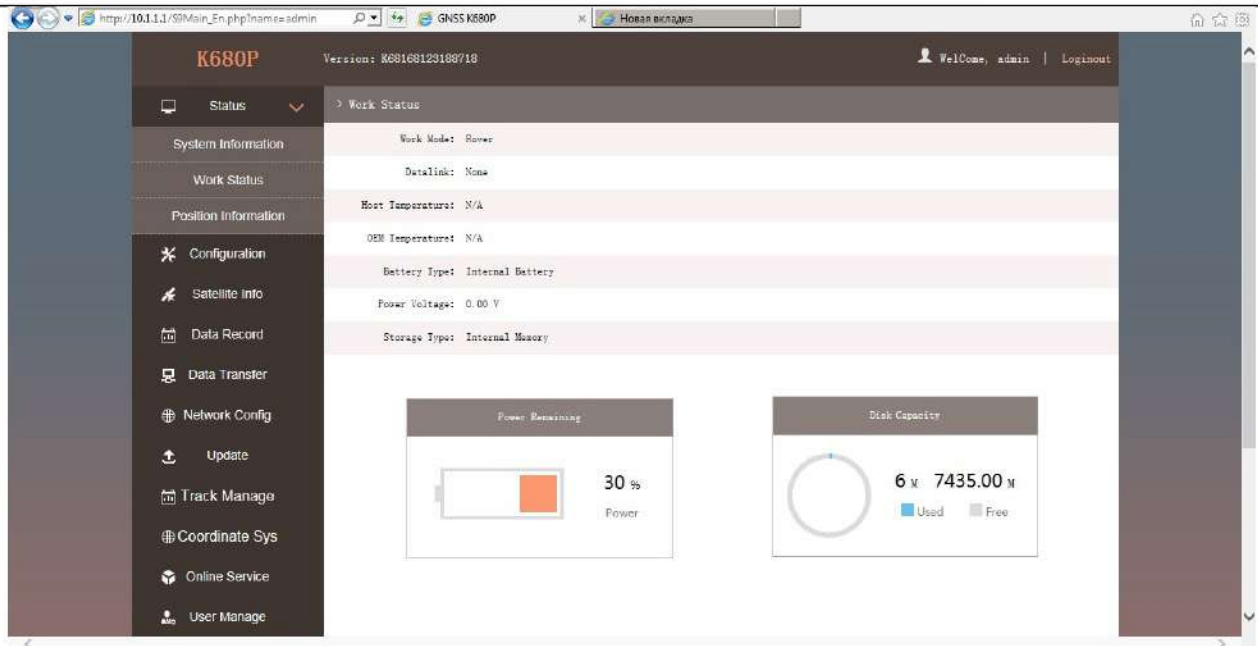 http://10.1.1.1/S9Main_En.php?name=admin
GNSS K680P
Новая вкладка
K680P
Version: K68168123188718
WelCome, admin | Loginout
Status
> Work Status
System Information
Work Status
Position Information
Configuration
Satellite Info
Data Record
Data Transfer
Network Config
Update
Track Manage
Coordinate Sys
Online Service
User Manage
Work Mode: Rover
Datalink: None
Host Temperature: N/A
OEM Temperature: N/A
Battery Type: Internal Battery
Power Voltage: 0.00 V
Storage Type: Internal Memory
Power Remaining
30 %
Power
Disk Capacity
6 M 7435.00 M
Used Free